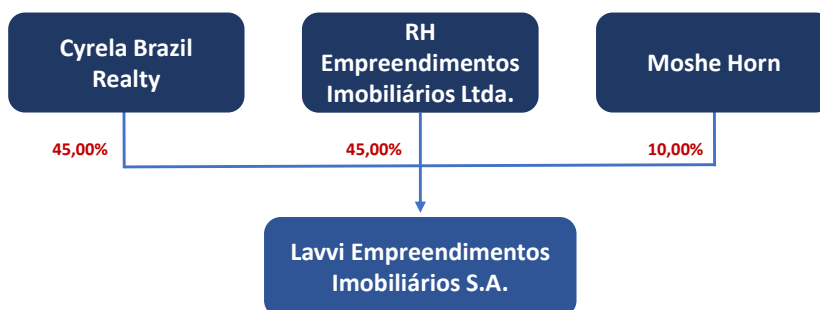 Cyrela Brazil
Realty
RH
Empreendimentos
Imobiliários Ltda.
Moshe Horn
45,00%
45,00%
10,00%
Lavvi Empreendimentos
Imobiliários S.A.